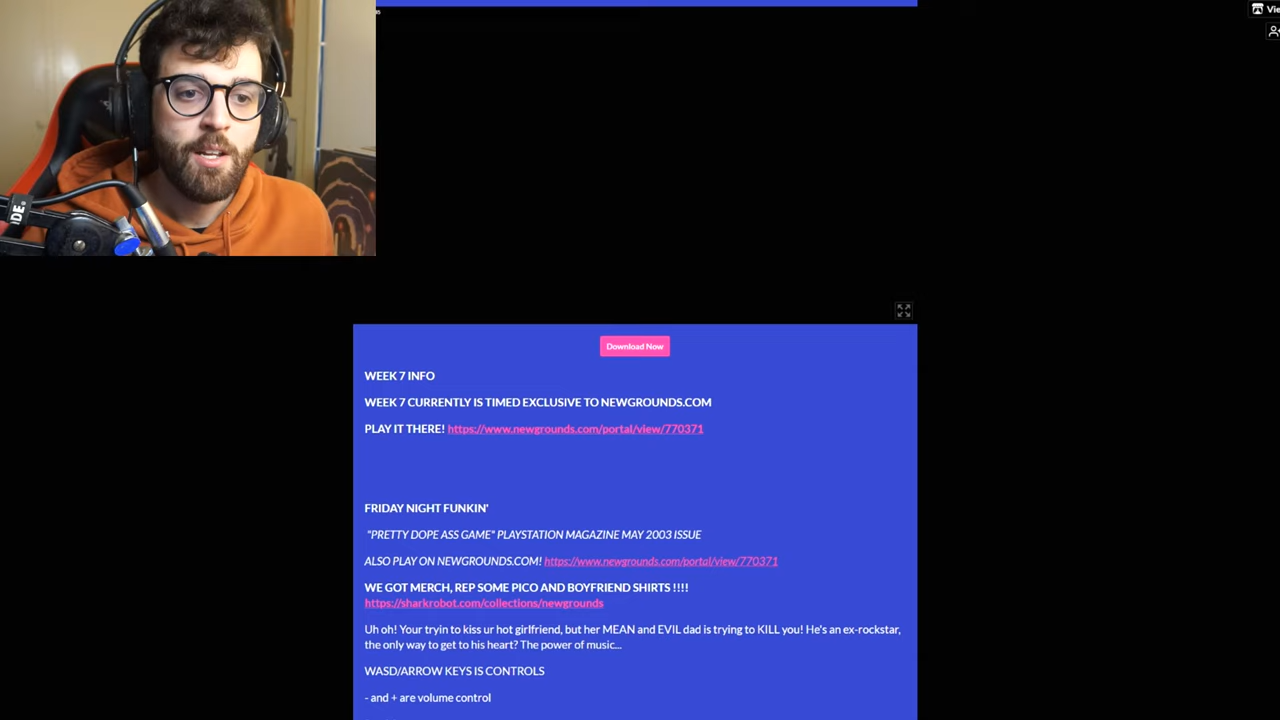 Vie
DE.
Download Now
WEEK 7 INFO
WEEK 7 CURRENTLY IS TIMED EXCLUSIVE TO NEWGROUNDS.COM
PLAY IT THERE! https://www.newgrounds.com/portal/view/770371
FRIDAY NIGHT FUNKIN'
"PRETTY DOPE ASS GAME" PLAYSTATION MAGAZINE MAY 2003 ISSUE
ALSO PLAY ON NEWGROUNDS.COM! https://www.newgrounds.com/portal/view/770371
WE GOT MERCH, REP SOME PICO AND BOYFRIEND SHIRTS !!!!
https://sharkrobot.com/collections/newgrounds
Uh oh! Your tryin to kiss ur hot girlfriend, but her MEAN and EVIL dad is trying to KILL you! He's an ex-rockstar,
the only way to get to his heart? The power of music...
WASD/ARROW KEYS IS CONTROLS
- and + are volume control